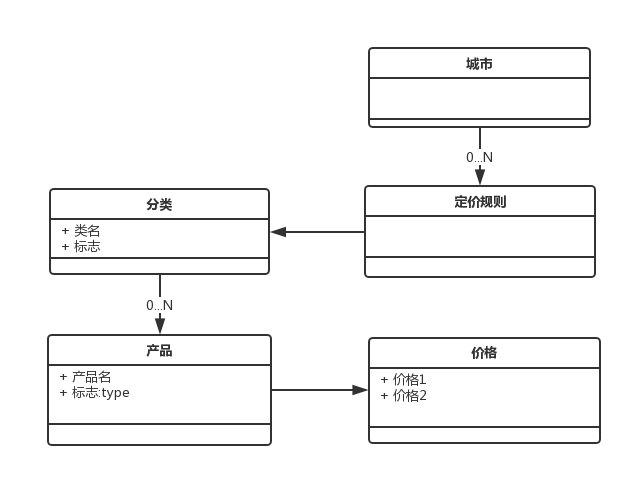 城市
0...N
分类
+ 类名
+ 标志
定价规则
0...N
产品
+ 产品名
+ 标志:type
价格
+ 价格1
+ 价格2